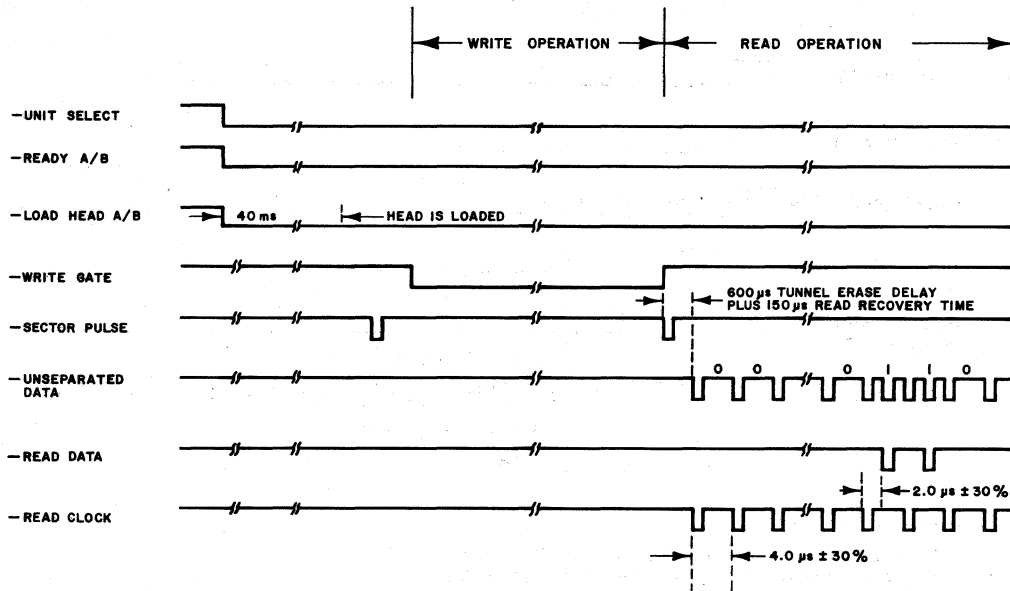 WRITE OPERATION
READ OPERATION
–UNIT SELECT
–READY A/B
–LOAD HEAD A/B
40 ms
HEAD IS LOADED
–WRITE GATE
600 µs TUNNEL ERASE DELAY
PLUS 150 µs READ RECOVERY TIME
–SECTOR PULSE
0 0 0 1 1 0
–UNSEPARATED
DATA
–READ DATA
2.0 µs ± 30%
–READ CLOCK
4.0 µs ± 30%